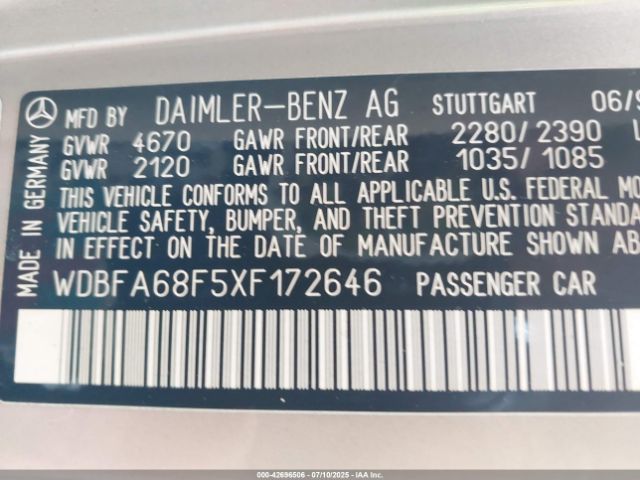 MADE IN GERMANY
MFD BY DAIMLER-BENZ AG STUTTGART 06/9
GVWR 4670 GAWR FRONT/REAR 2280/2390
GVWR 2120 GAWR FRONT/REAR 1035/1085
THIS VEHICLE CONFORMS TO ALL APPLICABLE U.S. FEDERAL MO
VEHICLE SAFETY, BUMPER, AND THEFT PREVENTION STANDA
IN EFFECT ON THE DATE OF MANUFACTURE SHOWN AB
WDBFA68F5XF172646 PASSENGER CAR
000-42696506 · 07/10/2025 · IAAI.COM